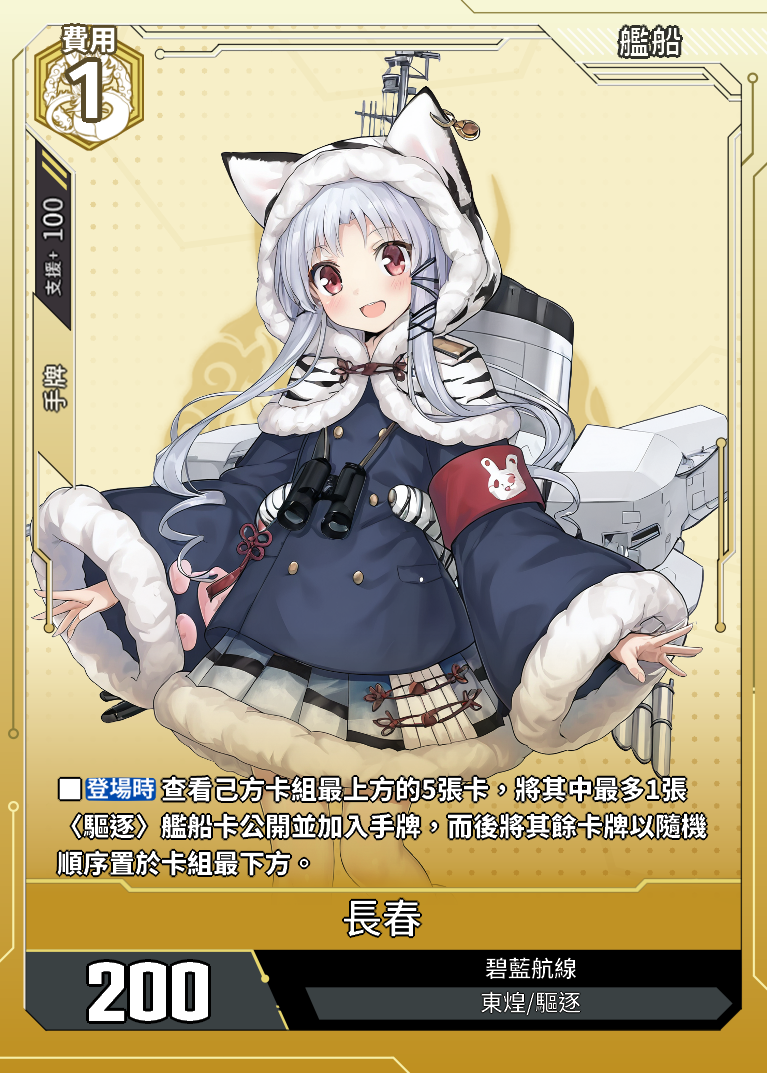 費用
1
艦船
支援+ 100
手牌
■登場時 查看己方卡組最上方的5張卡，將其中最多1張
〈驅逐〉艦船卡公開並加入手牌，而後將其餘卡牌以隨機
順序置於卡組最下方。
長春
200
碧藍航線
東煌/驅逐